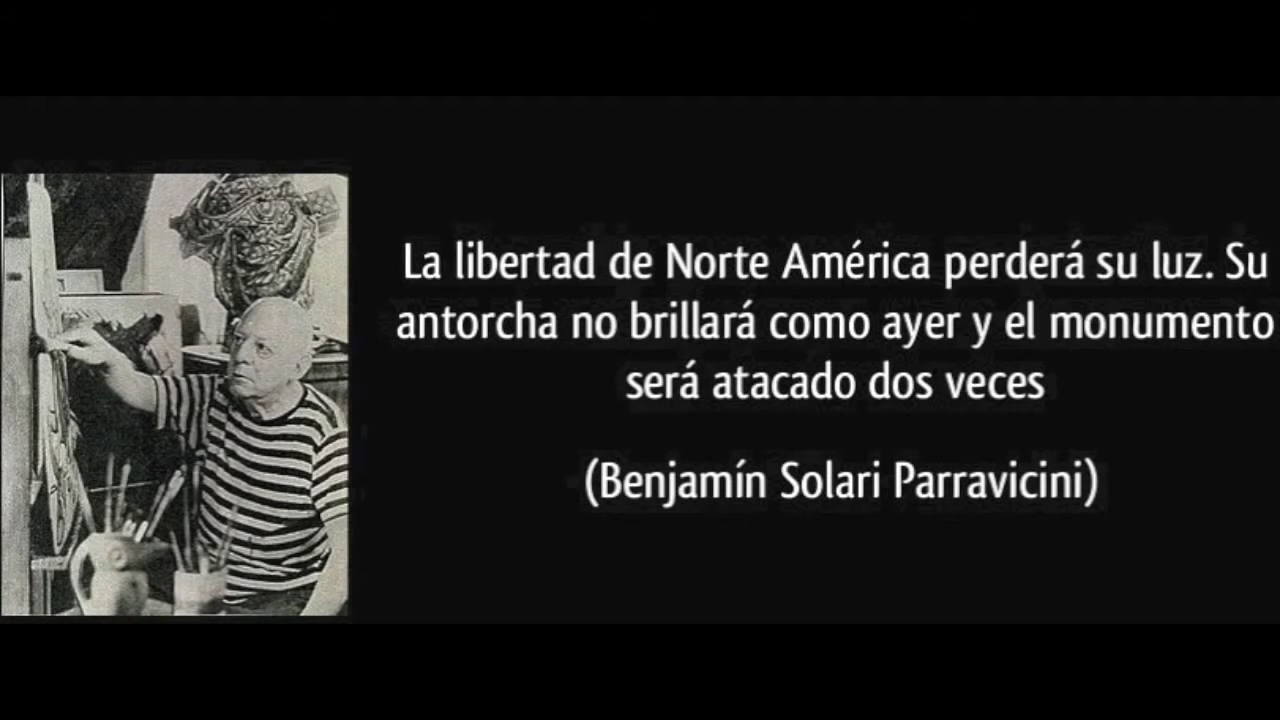 La libertad de Norte América perderá su luz. Su
antorcha no brillará como ayer y el monumento
será atacado dos veces
(Benjamín Solari Parravicini)